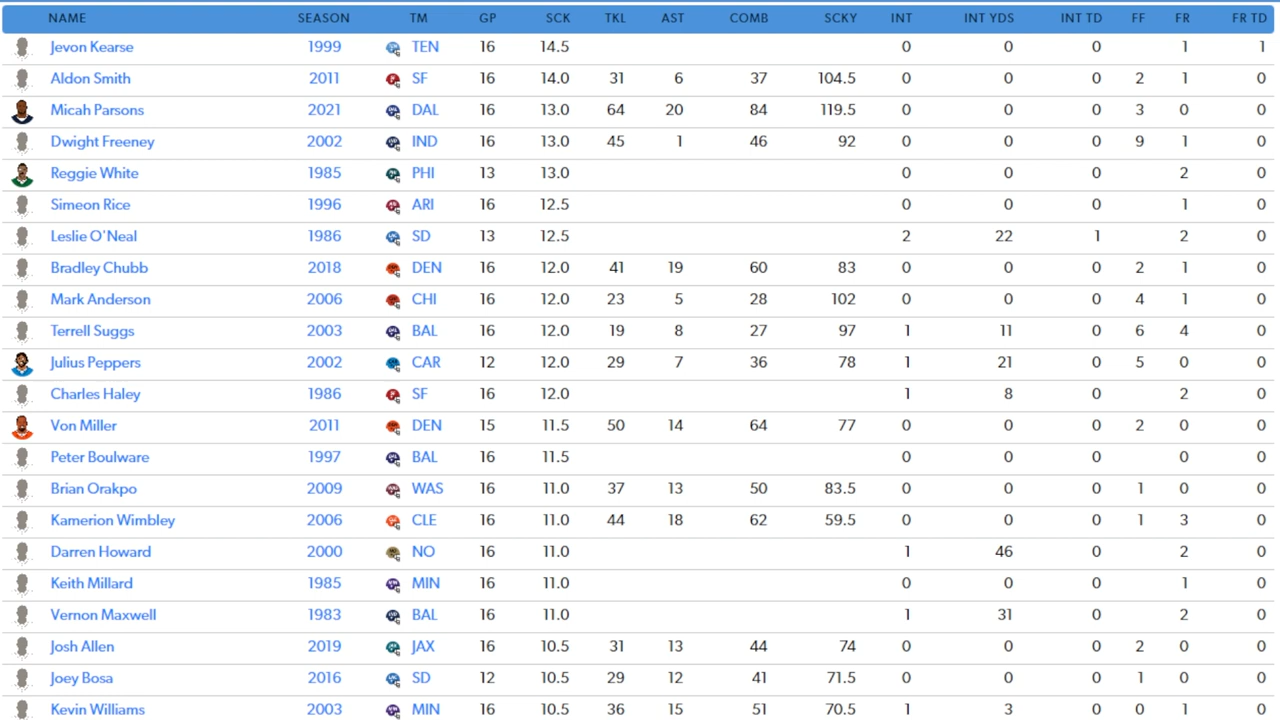 NAME SEASON TM GP SCK TKL AST COMB SCKY INT INT YDS INT TD FF FR FR TD
Jevon Kearse 1999 TEN 16 14.5 0 0 0 1 1
Aldon Smith 2011 SF 16 14.0 31 6 37 104.5 0 0 0 2 1 0
Micah Parsons 2021 DAL 16 13.0 64 20 84 119.5 0 0 0 3 0 0
Dwight Freeney 2002 IND 16 13.0 45 1 46 92 0 0 0 9 1 0
Reggie White 1985 PHI 13 13.0 0 0 0 2 0
Simeon Rice 1996 ARI 16 12.5 0 0 0 1 0
Leslie O'Neal 1986 SD 13 12.5 2 22 1 2 0
Bradley Chubb 2018 DEN 16 12.0 41 19 60 83 0 0 0 2 1 0
Mark Anderson 2006 CHI 16 12.0 23 5 28 102 0 0 0 4 1 0
Terrell Suggs 2003 BAL 16 12.0 19 8 27 97 1 11 0 6 4 0
Julius Peppers 2002 CAR 12 12.0 29 7 36 78 1 21 0 5 0 0
Charles Haley 1986 SF 16 12.0 1 8 0 2 0
Von Miller 2011 DEN 15 11.5 50 14 64 77 0 0 0 2 0 0
Peter Boulware 1997 BAL 16 11.5 0 0 0 0 0
Brian Orakpo 2009 WAS 16 11.0 37 13 50 83.5 0 0 0 1 0 0
Kamerion Wimbley 2006 CLE 16 11.0 44 18 62 59.5 0 0 0 1 3 0
Darren Howard 2000 NO 16 11.0 1 46 0 2 0
Keith Millard 1985 MIN 16 11.0 0 0 0 1 0
Vernon Maxwell 1983 BAL 16 11.0 1 31 0 2 0
Josh Allen 2019 JAX 16 10.5 31 13 44 74 0 0 0 2 0 0
Joey Bosa 2016 SD 12 10.5 29 12 41 71.5 0 0 0 1 0 0
Kevin Williams 2003 MIN 16 10.5 36 15 51 70.5 1 3 0 0 1 0